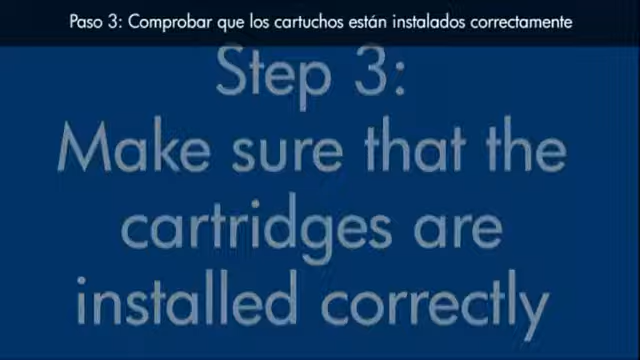 Paso 3: Comprobar que los cartuchos están instalados correctamente
Step 3:
Make sure that the
cartridges are
installed correctly